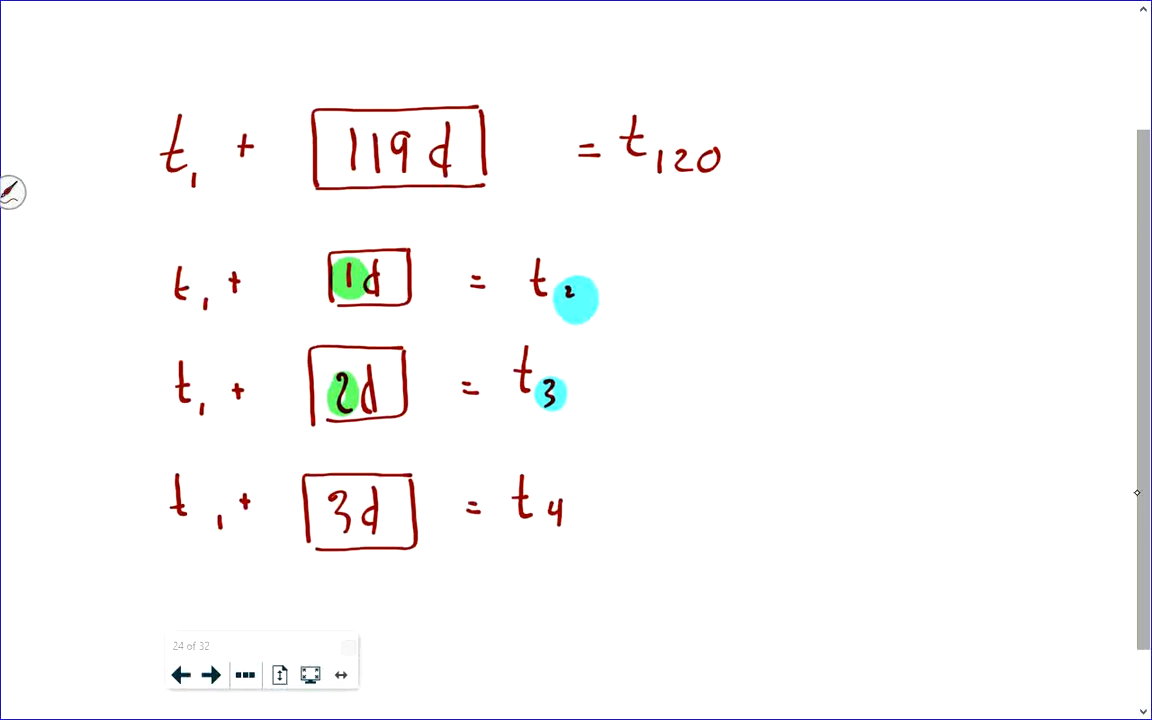 t₁ + 119d = t₁₂₀
t₁ + 1d = t₂
t₁ + 2d = t₃
t₁ + 3d = t₄
24 of 32